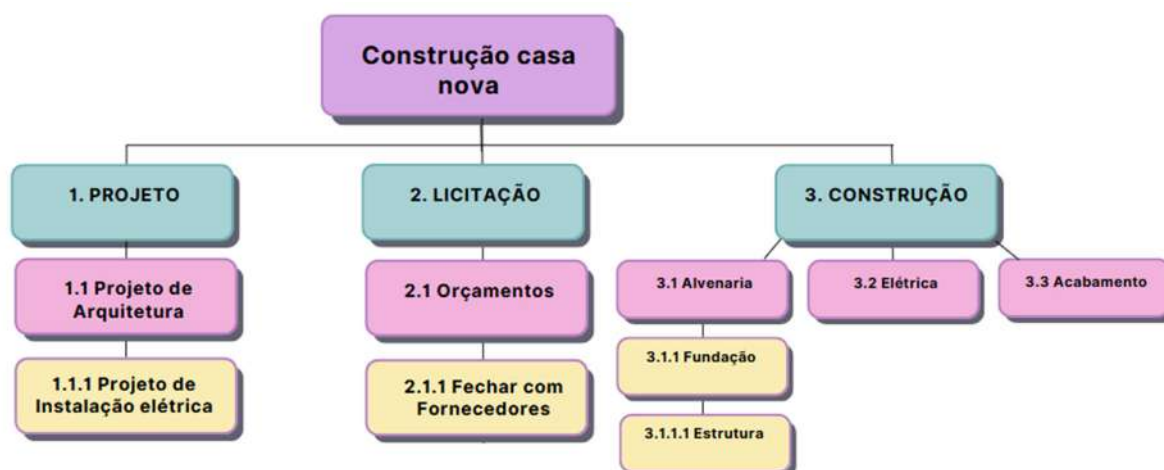 Construção casa
nova
1. PROJETO
2. LICITAÇÃO
3. CONSTRUÇÃO
1.1 Projeto de
Arquitetura
2.1 Orçamentos
3.1 Alvenaria
3.2 Elétrica
3.3 Acabamento
1.1.1 Projeto de
Instalação elétrica
2.1.1 Fechar com
Fornecedores
3.1.1 Fundação
3.1.1.1 Estrutura